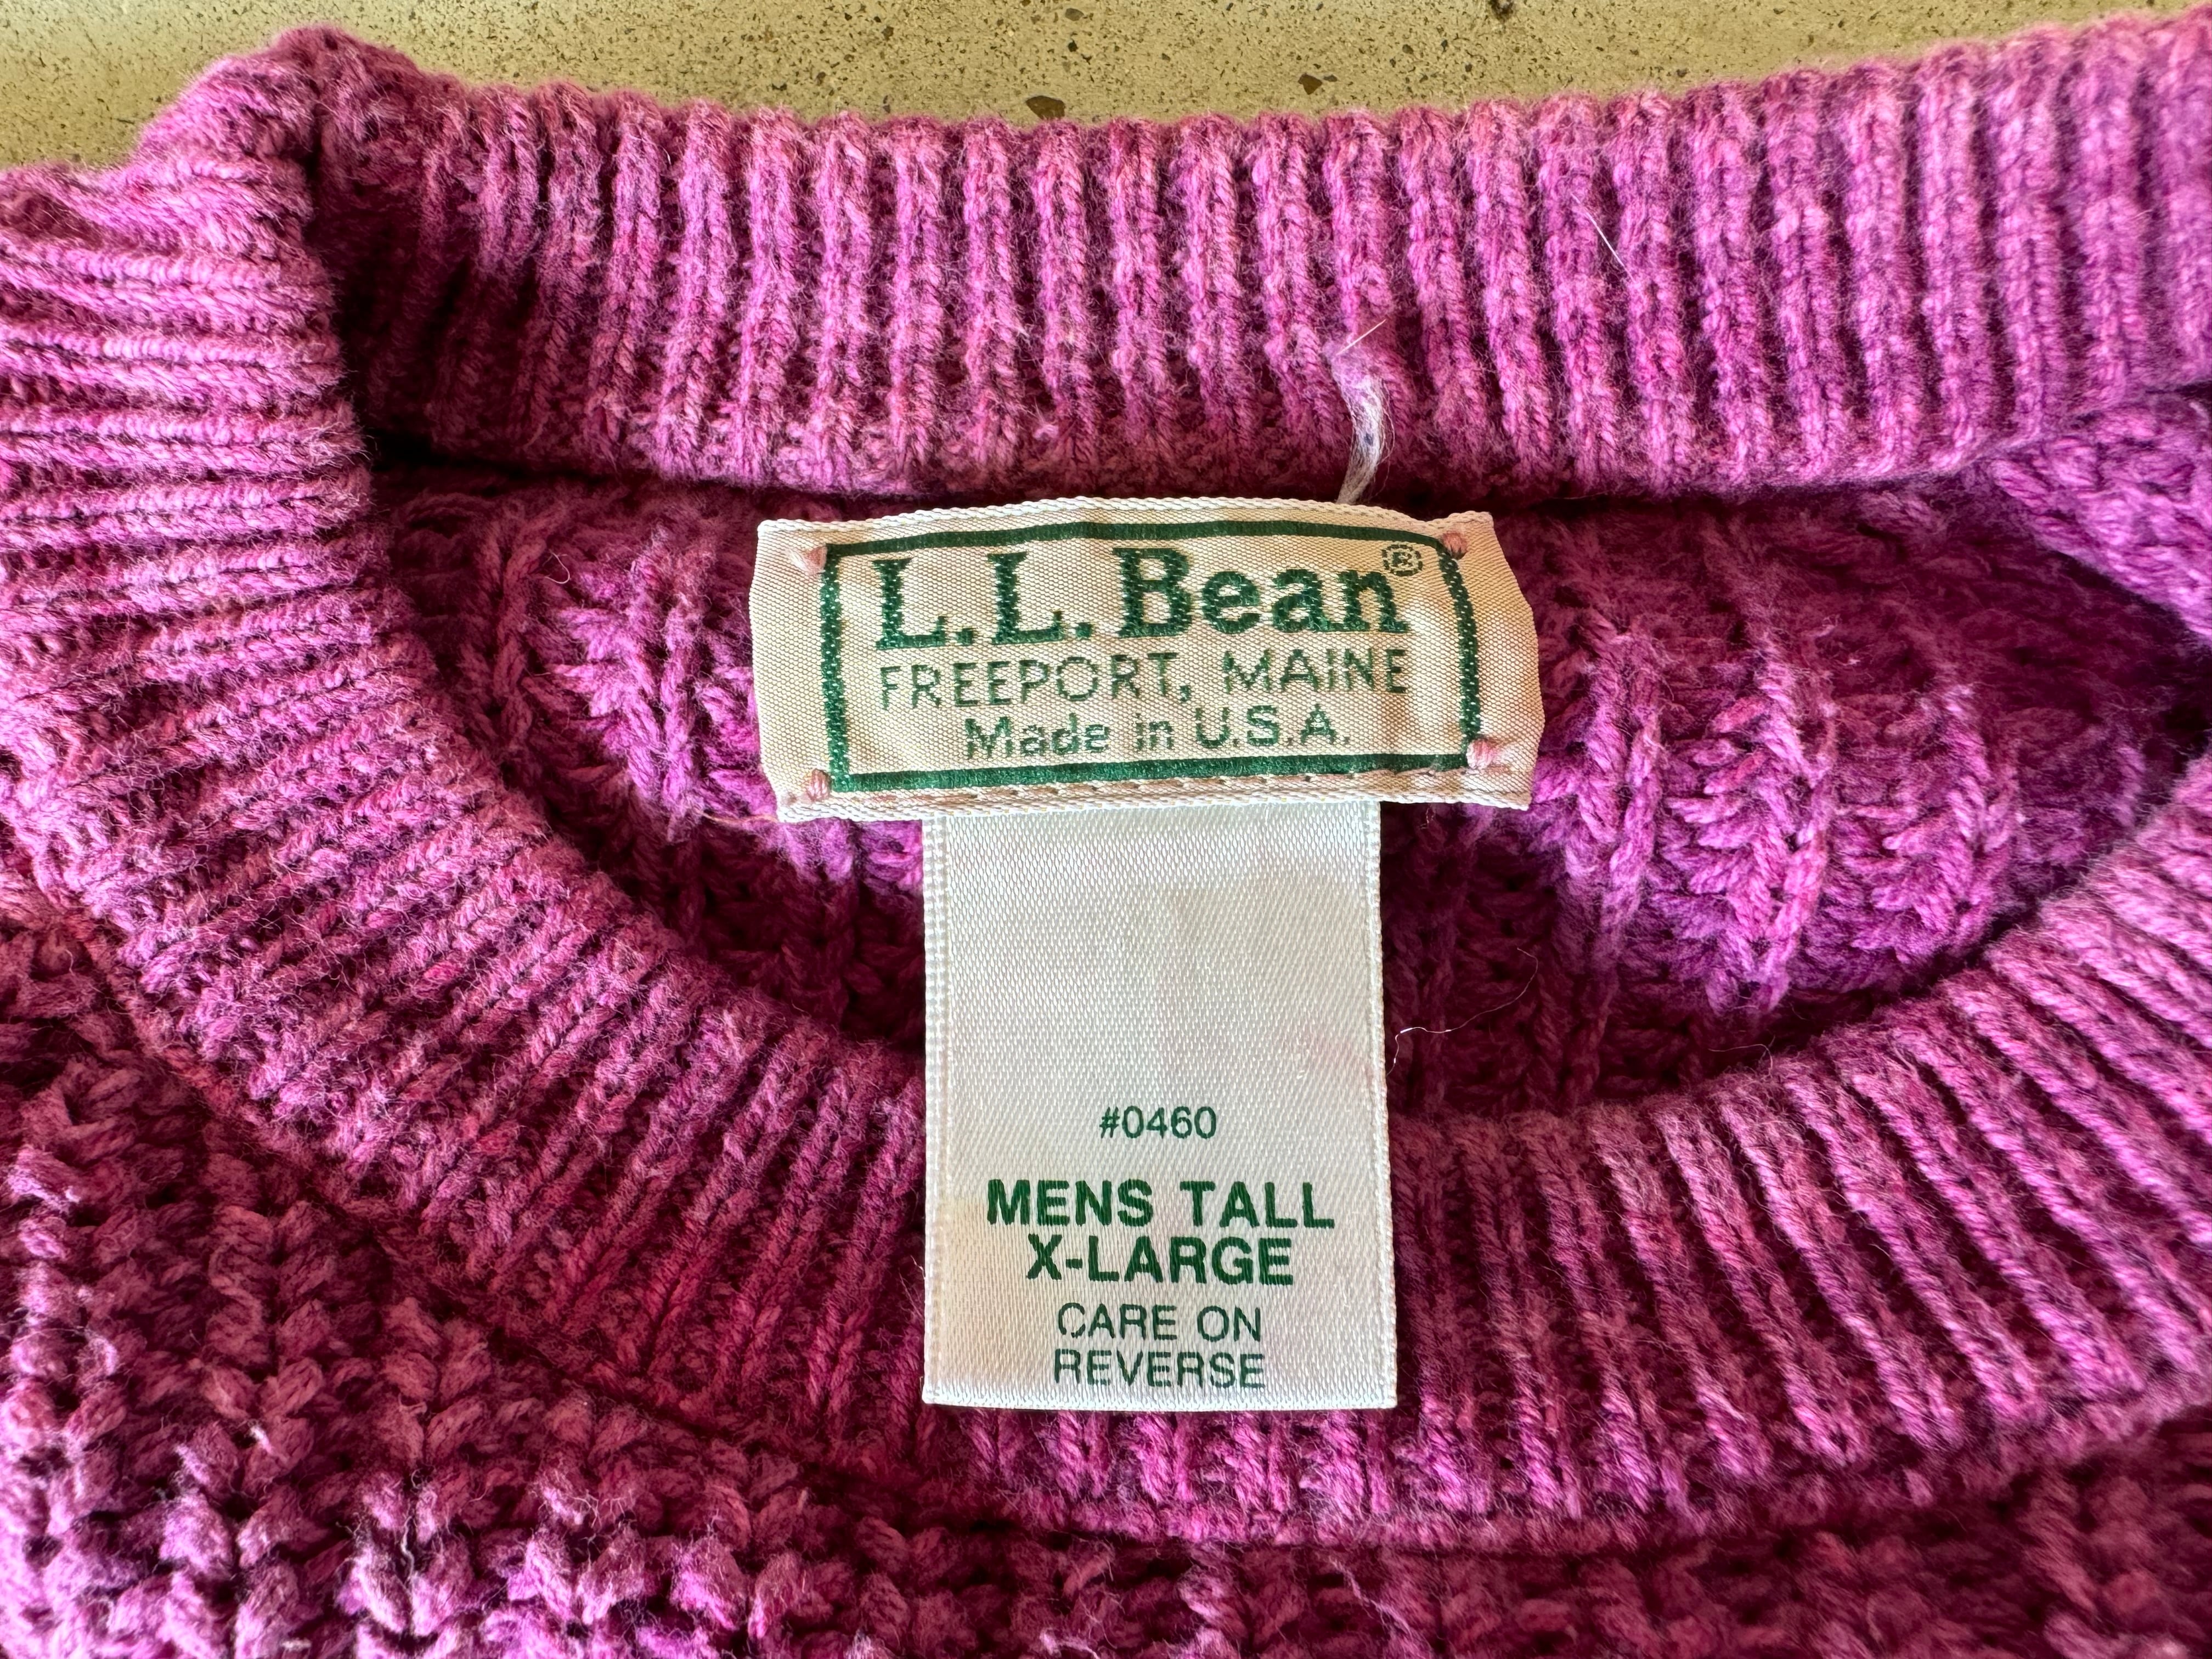 L.L.Bean®
FREEPORT, MAINE
Made in U.S.A.
#0460
MENS TALL
X-LARGE
CARE ON
REVERSE